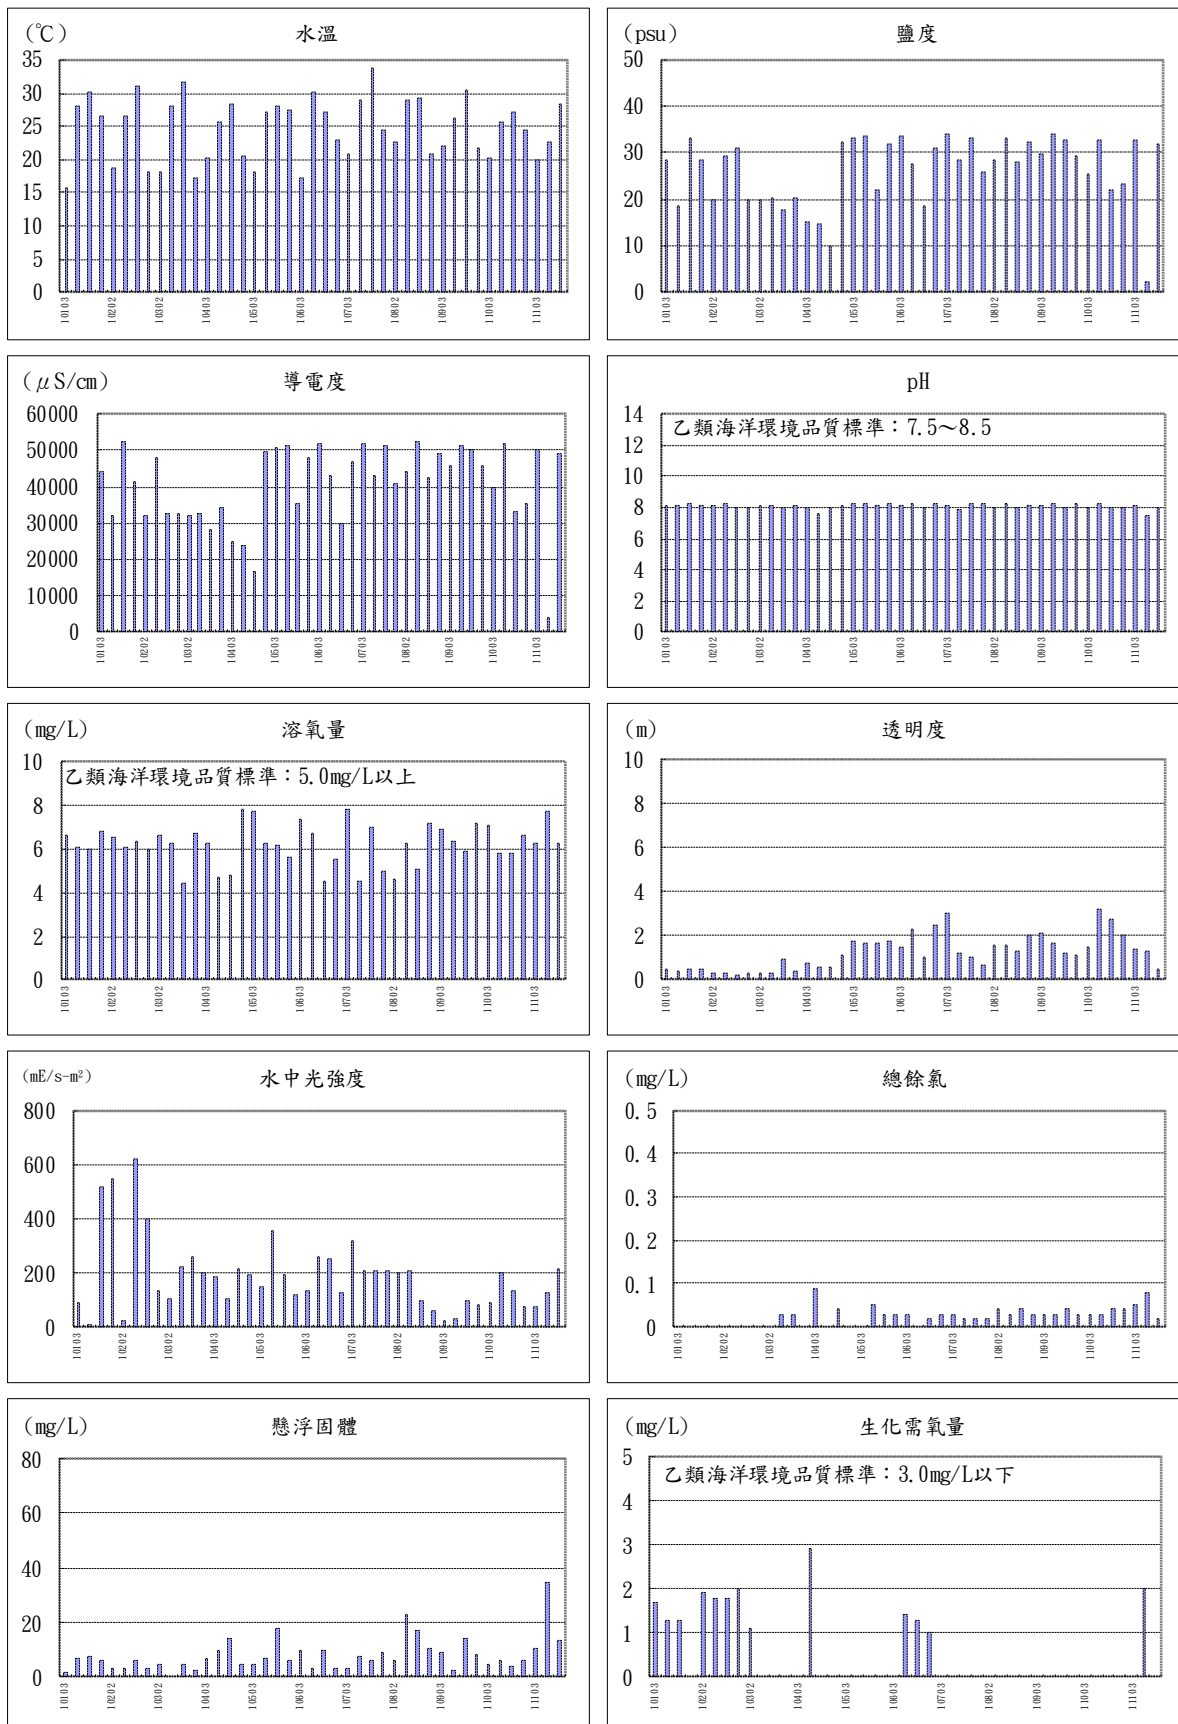 (℃) 水溫
35
30
25
20
15
10
5
0
10103 10202 10302 10403 10503 10603 10703 10802 10903 11003 11103
(psu) 鹽度
50
40
30
20
10
0
10103 10202 10302 10403 10503 10603 10703 10802 10903 11003 11103
(μS/cm) 導電度
60000
50000
40000
30000
20000
10000
0
10103 10202 10302 10403 10503 10603 10703 10802 10903 11003 11103
pH
14
乙類海洋環境品質標準：7.5～8.5
12
10
8
6
4
2
0
10103 10202 10302 10403 10503 10603 10703 10802 10903 11003 11103
(mg/L) 溶氧量
10
乙類海洋環境品質標準：5.0mg/L以上
8
6
4
2
0
10103 10202 10302 10403 10503 10603 10703 10802 10903 11003 11103
(m) 透明度
10
8
6
4
2
0
10103 10202 10302 10403 10503 10603 10703 10802 10903 11003 11103
(mE/s-m²) 水中光強度
800
600
400
200
0
10103 10202 10302 10403 10503 10603 10703 10802 10903 11003 11103
(mg/L) 總餘氯
0.5
0.4
0.3
0.2
0.1
0
10103 10202 10302 10403 10503 10603 10703 10802 10903 11003 11103
(mg/L) 懸浮固體
80
60
40
20
0
10103 10202 10302 10403 10503 10603 10703 10802 10903 11003 11103
(mg/L) 生化需氧量
5
乙類海洋環境品質標準：3.0mg/L以下
4
3
2
1
0
10103 10202 10302 10403 10503 10603 10703 10802 10903 11003 11103